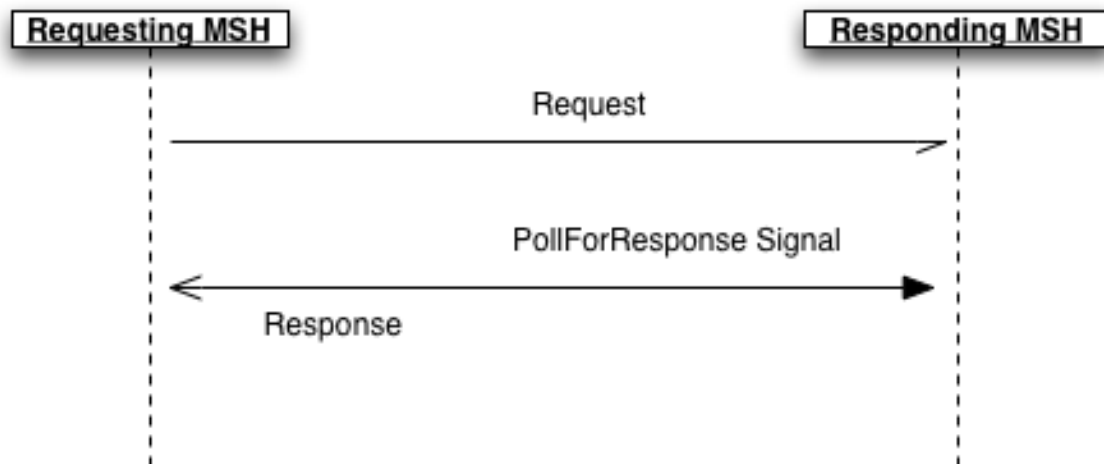 Requesting MSH
Responding MSH
Request
PollForResponse Signal
Response